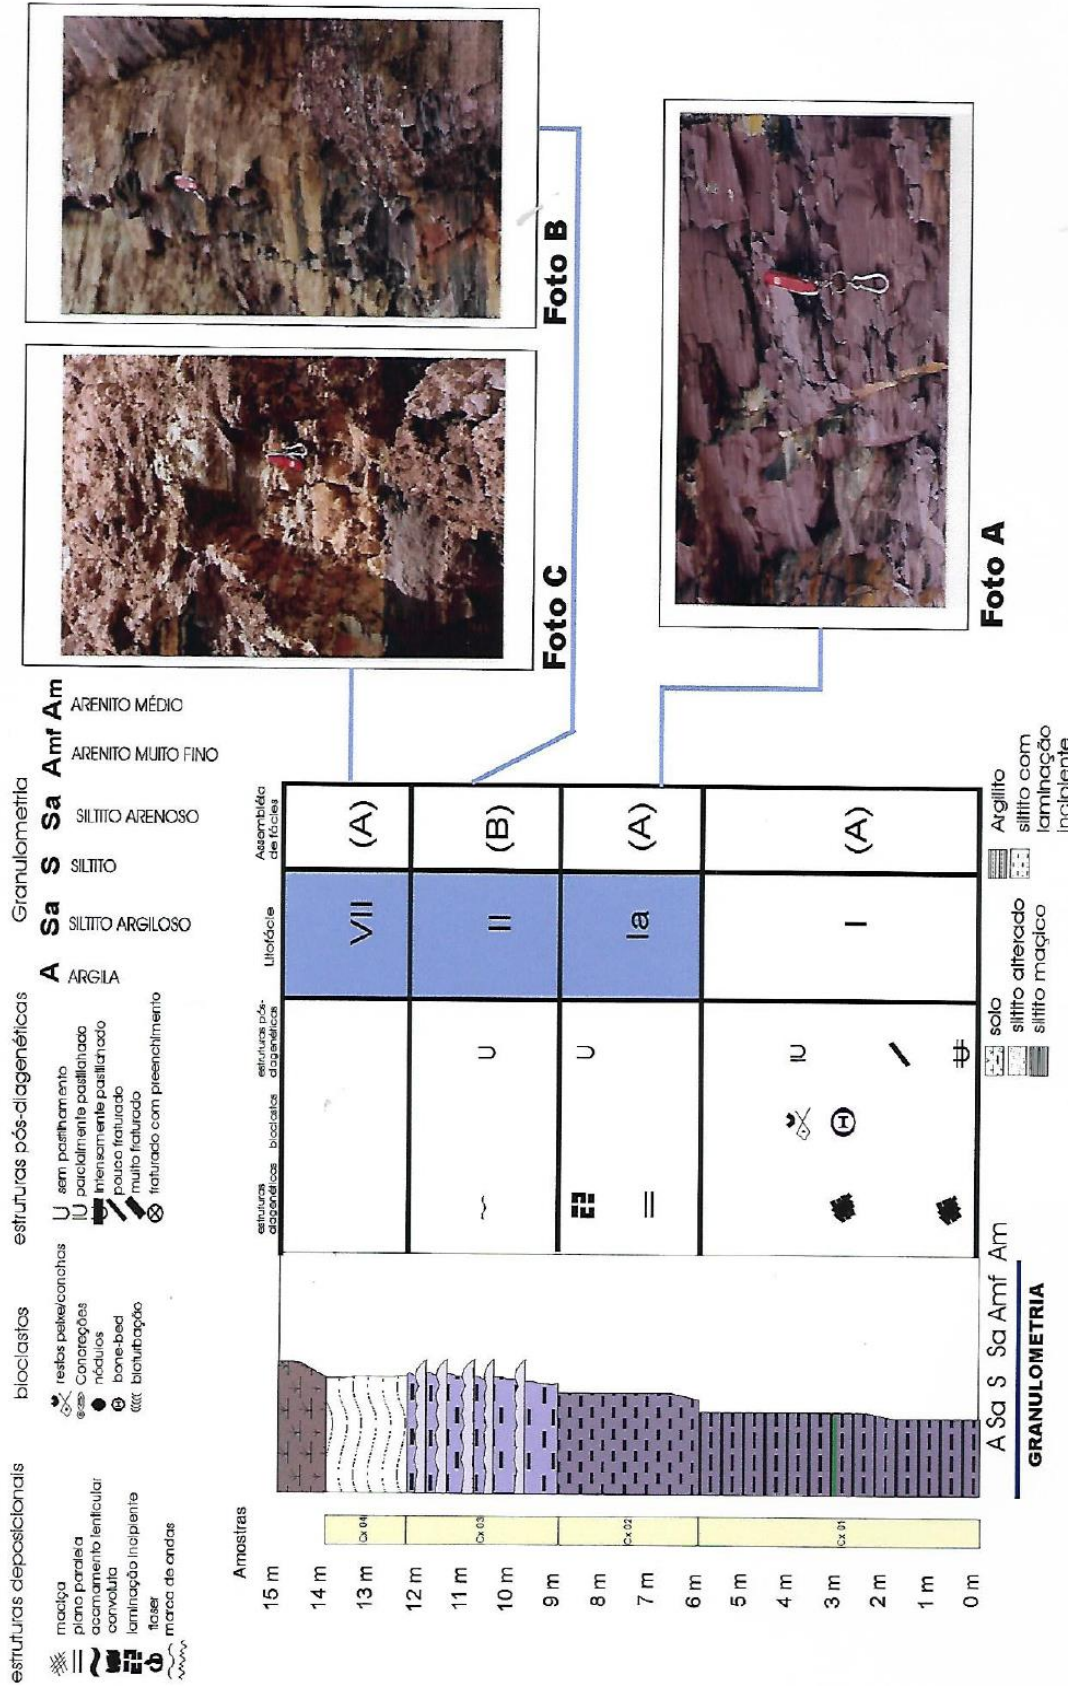 estruturas deposicionais
maciça
plano paralela
acamamento lenticular
convoluta
laminação incipiente
flaser
marca de ondas
bioclastos
restos peixe/conchas
Concreções
nódulos
bone-bed
bioturbação
estruturas pós-diagenéticas
sem pastilhamento
parcialmente pastilhado
intensamente pastilhado
pouco fraturado
muito fraturado
fraturado com preenchimento
Granulometria
A Sa S Sa Amf Am
ARGILA
SILTITO ARGILOSO
SILTITO
SILTITO ARENOSO
ARENITO MUITO FINO
ARENITO MÉDIO
Amostras
estruturas diagenéticas
bioclastos
estruturas pós-diagenéticas
Litofácie
Assembléia de fácies
15 m
14 m
13 m
12 m
11 m
10 m
9 m
8 m
7 m
6 m
5 m
4 m
3 m
2 m
1 m
0 m
Cx 04
Cx 03
Cx 02
Cx 01
VII (A)
II (B)
Ia (A)
I (A)
A Sa S Sa Amf Am
GRANULOMETRIA
solo
siltito alterado
siltito maçico
Argilito
siltito com
laminação
incipiente
Foto C
Foto B
Foto A